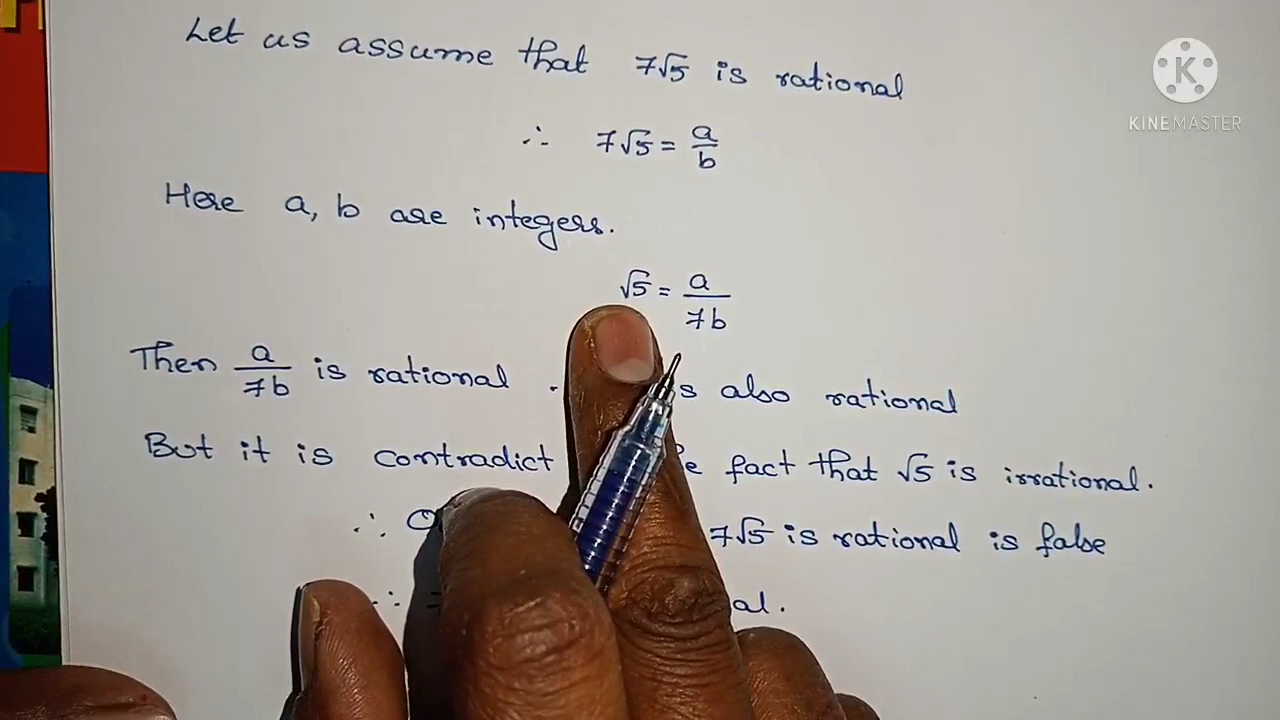 Let us assume that 7√5 is rational
∴ 7√5 = a/b
Here a, b are integers.
√5 = a/7b
Then a/7b is rational . also rational
But it is contradict fact that √5 is irrational.
∴ 7√5 is rational is false
∴
K
KINEMASTER